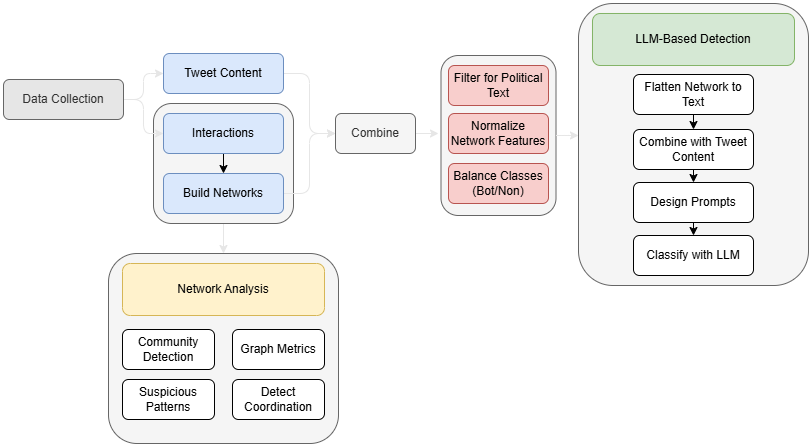 Data Collection
Tweet Content
Interactions
Build Networks
Combine
Filter for Political
Text
Normalize
Network Features
Balance Classes
(Bot/Non)
LLM-Based Detection
Flatten Network to
Text
Combine with Tweet
Content
Design Prompts
Classify with LLM
Network Analysis
Community
Detection
Graph Metrics
Suspicious
Patterns
Detect
Coordination